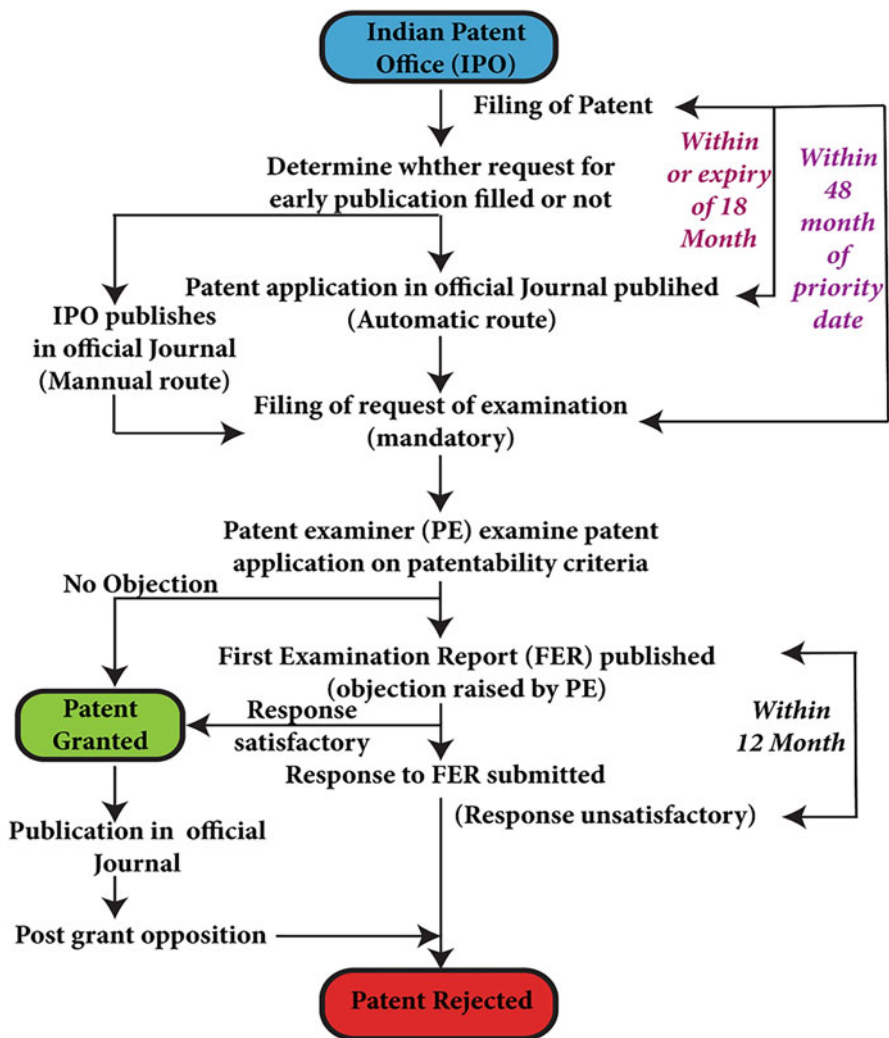 Indian Patent
Office (IPO)
Filing of Patent
Within
or expiry
of 18
Month
Within
48
month
of
priority
date
Determine whther request for
early publication filled or not
Patent application in official Journal publihed
(Automatic route)
IPO publishes
in official Journal
(Mannual route)
Filing of request of examination
(mandatory)
Patent examiner (PE) examine patent
application on patentability criteria
No Objection
First Examination Report (FER) published
(objection raised by PE)
Patent
Granted
Response
satisfactory
Within
12 Month
Response to FER submitted
(Response unsatisfactory)
Publication in official
Journal
Post grant opposition
Patent Rejected